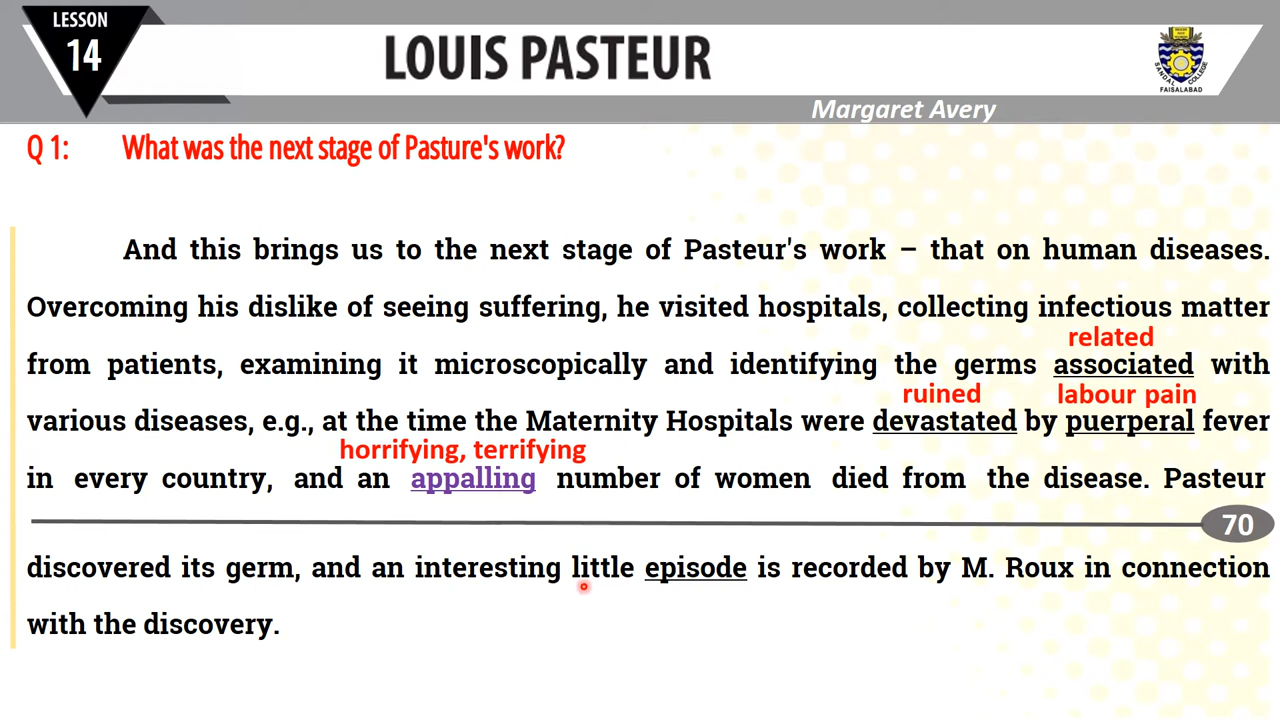 LESSON
14
LOUIS PASTEUR
SANDAL COLLEGE
FAISALABAD
Margaret Avery
Q 1: What was the next stage of Pasture's work?
And this brings us to the next stage of Pasteur's work – that on human diseases.
Overcoming his dislike of seeing suffering, he visited hospitals, collecting infectious matter
related
from patients, examining it microscopically and identifying the germs associated with
ruined labour pain
various diseases, e.g., at the time the Maternity Hospitals were devastated by puerperal fever
horrifying, terrifying
in every country, and an appalling number of women died from the disease. Pasteur
70
discovered its germ, and an interesting little episode is recorded by M. Roux in connection
with the discovery.